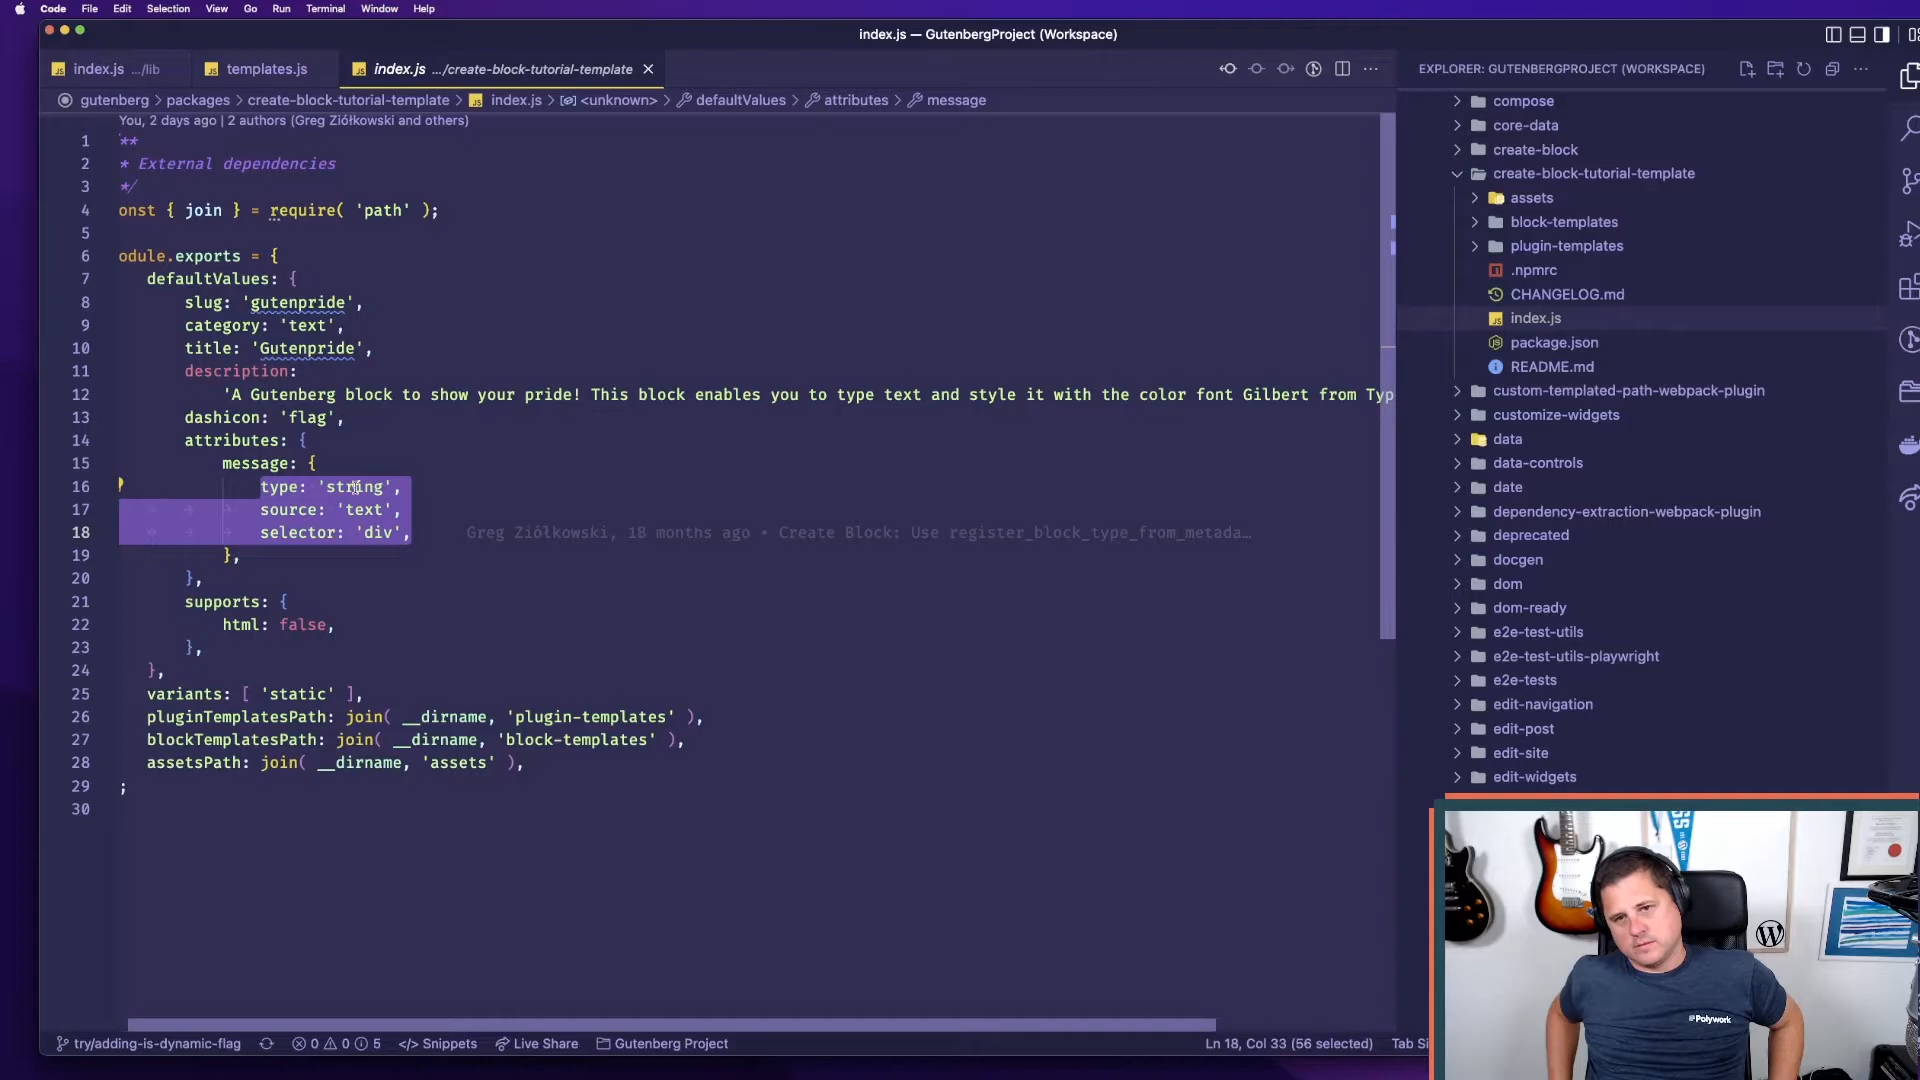 Code File Edit Selection View Go Run Terminal Window Help
index.js — GutenbergProject (Workspace)
index.js .../lib
templates.js
index.js .../create-block-tutorial-template
gutenberg > packages > create-block-tutorial-template > index.js > <unknown> > defaultValues > attributes > message
You, 2 days ago | 2 authors (Greg Ziółkowski and others)
1 **
2 * External dependencies
3 */
4 onst { join } = require( 'path' );
5
6 odule.exports = {
7 defaultValues: {
8 slug: 'gutenpride',
9 category: 'text',
10 title: 'Gutenpride',
11 description:
12 'A Gutenberg block to show your pride! This block enables you to type text and style it with the color font Gilbert from Typ
13 dashicon: 'flag',
14 attributes: {
15 message: {
16 type: 'string',
17 source: 'text',
18 selector: 'div', Greg Ziółkowski, 18 months ago • Create Block: Use register_block_type_from_metada…
19 },
20 },
21 supports: {
22 html: false,
23 },
24 },
25 variants: [ 'static' ],
26 pluginTemplatesPath: join( __dirname, 'plugin-templates' ),
27 blockTemplatesPath: join( __dirname, 'block-templates' ),
28 assetsPath: join( __dirname, 'assets' ),
29 ;
30
EXPLORER: GUTENBERGPROJECT (WORKSPACE)
compose
core-data
create-block
create-block-tutorial-template
assets
block-templates
plugin-templates
.npmrc
CHANGELOG.md
index.js
package.json
README.md
custom-templated-path-webpack-plugin
customize-widgets
data
data-controls
date
dependency-extraction-webpack-plugin
deprecated
docgen
dom
dom-ready
e2e-test-utils
e2e-test-utils-playwright
e2e-tests
edit-navigation
edit-post
edit-site
edit-widgets
Polywork
try/adding-is-dynamic-flag 0 0 5 Snippets Live Share Gutenberg Project Ln 18, Col 33 (56 selected) Tab Si